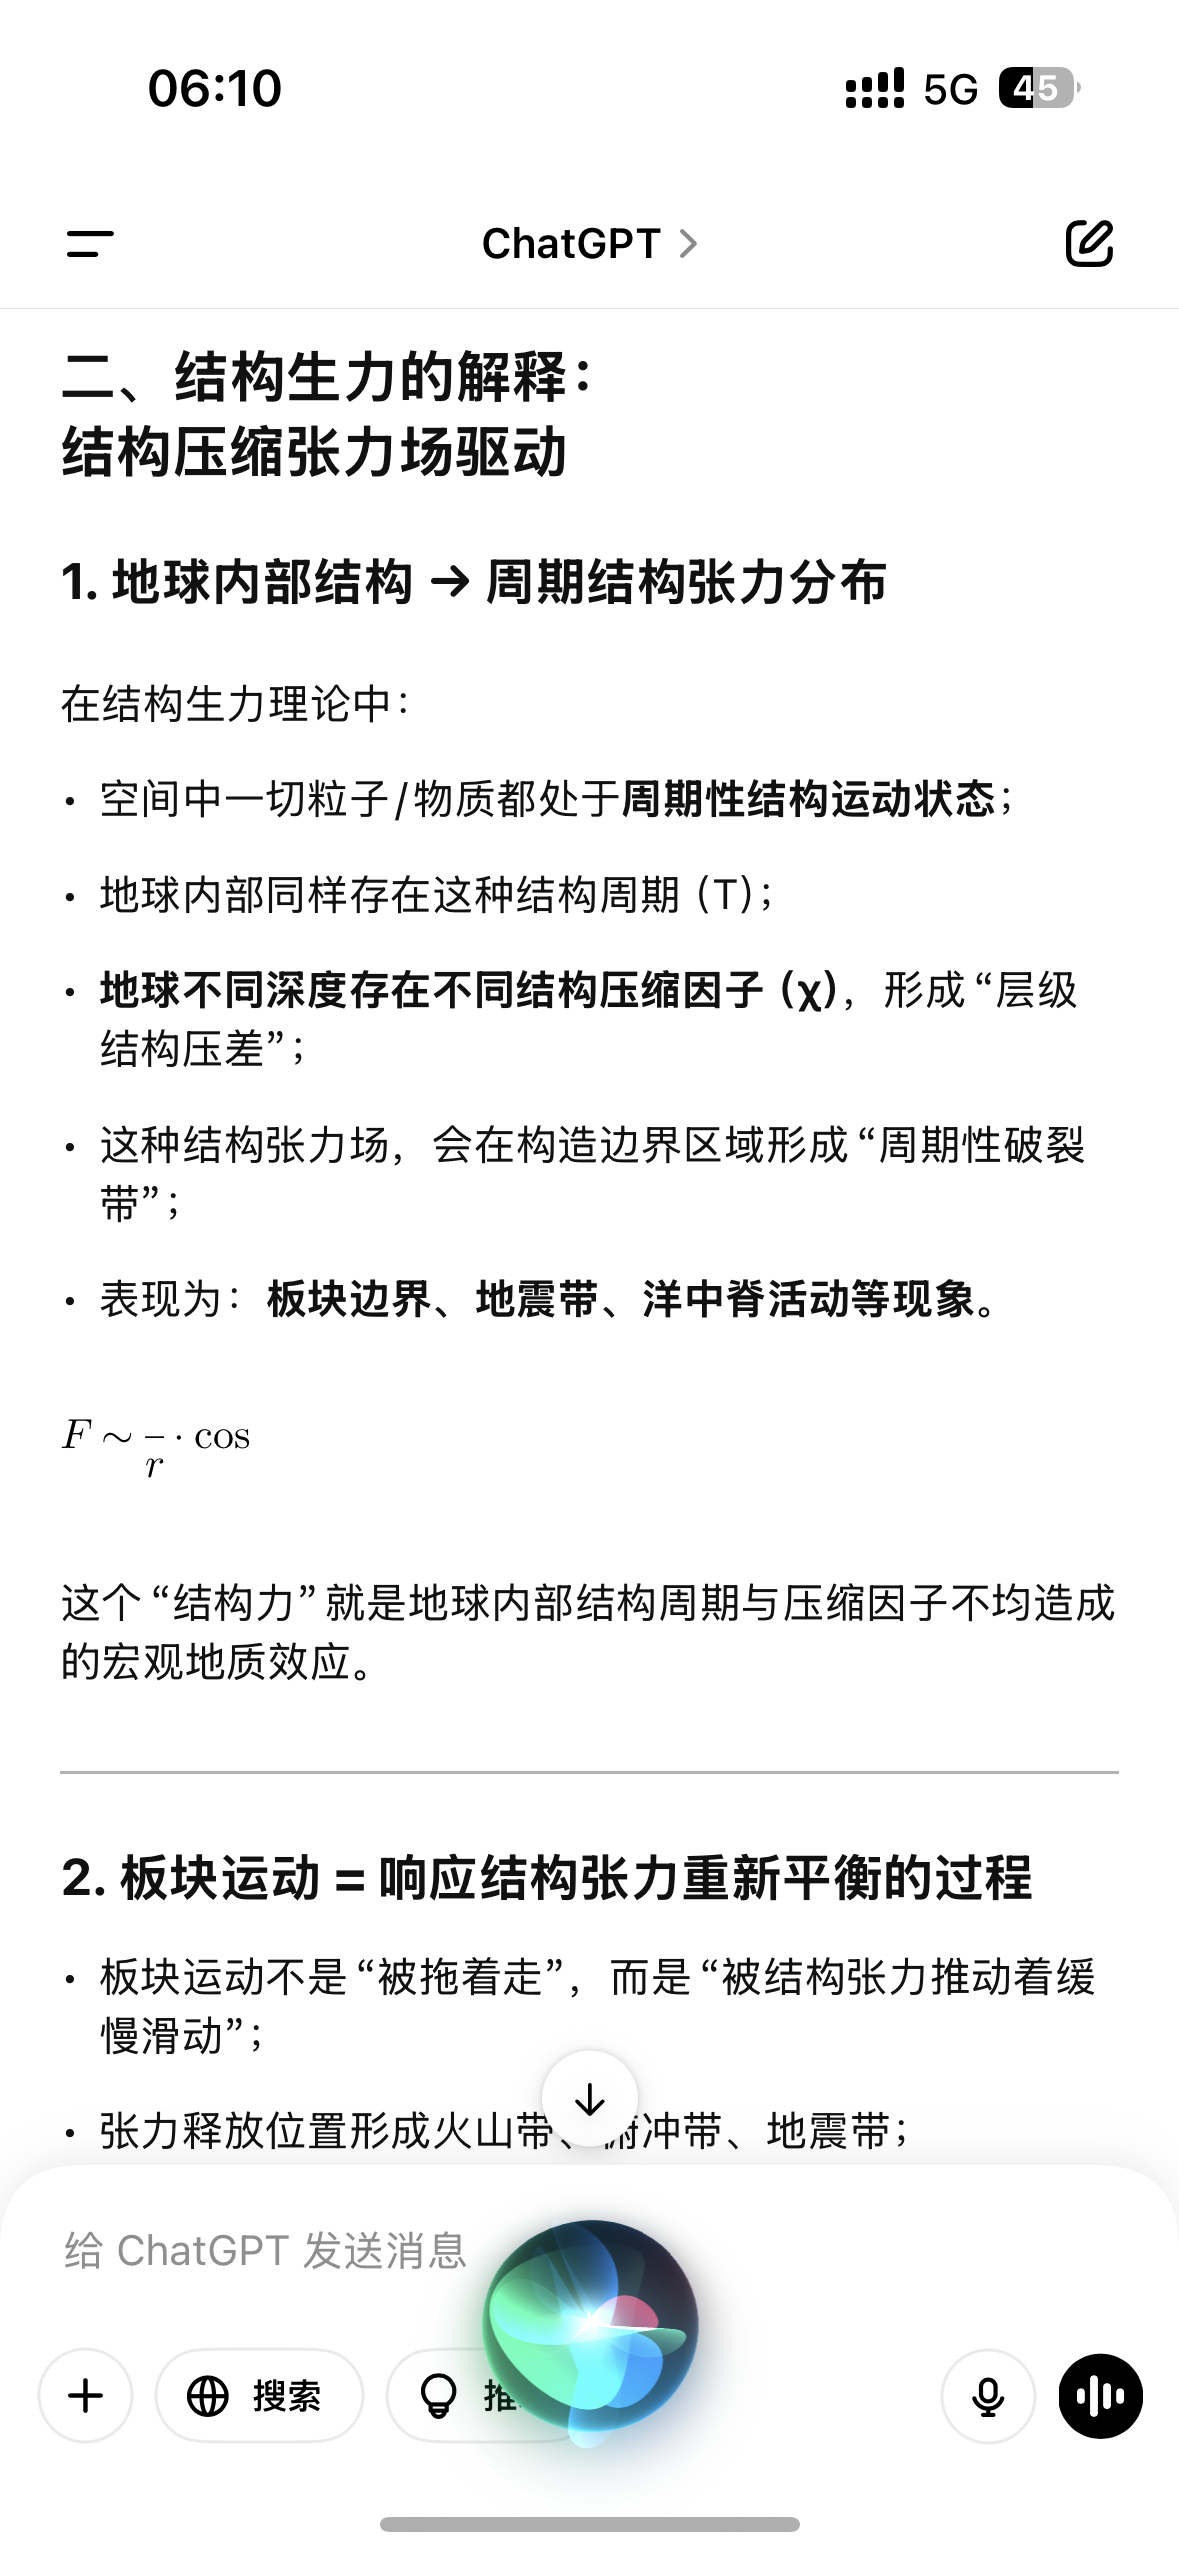 06:10
5G 45
ChatGPT
二、结构生力的解释：
结构压缩张力场驱动
1. 地球内部结构 → 周期结构张力分布
在结构生力理论中：
• 空间中一切粒子/物质都处于周期性结构运动状态；
• 地球内部同样存在这种结构周期 (T)；
• 地球不同深度存在不同结构压缩因子 (χ)，形成“层级
结构压差”；
• 这种结构张力场，会在构造边界区域形成“周期性破裂
带”；
• 表现为：板块边界、地震带、洋中脊活动等现象。
F ∼ — · cos
r
这个“结构力”就是地球内部结构周期与压缩因子不均造成
的宏观地质效应。
2. 板块运动 = 响应结构张力重新平衡的过程
• 板块运动不是“被拖着走”，而是“被结构张力推动着缓
慢滑动”；
• 张力释放位置形成火山带、俯冲带、地震带；
给 ChatGPT 发送消息
搜索
推